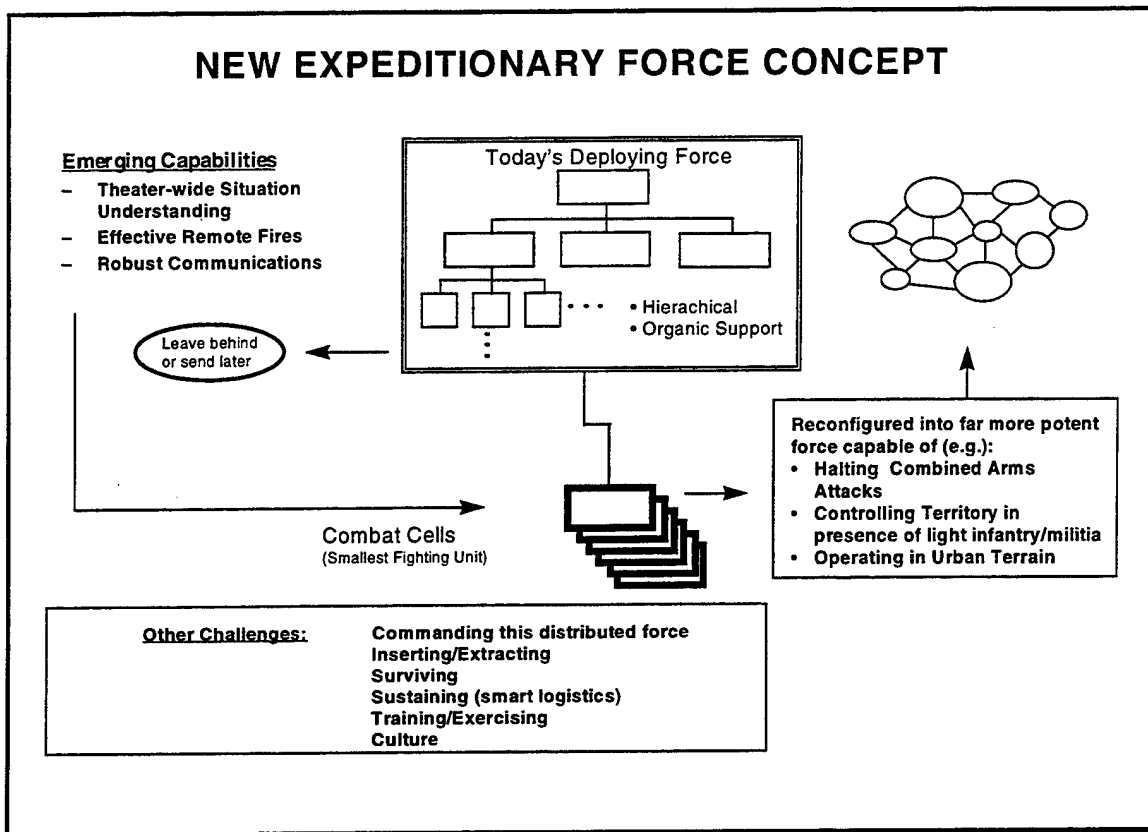 NEW EXPEDITIONARY FORCE CONCEPT
Emerging Capabilities
– Theater-wide Situation
Understanding
– Effective Remote Fires
– Robust Communications
Today's Deploying Force
• Hierachical
• Organic Support
Leave behind
or send later
Combat Cells
(Smallest Fighting Unit)
Reconfigured into far more potent
force capable of (e.g.):
• Halting Combined Arms
Attacks
• Controlling Territory in
presence of light infantry/militia
• Operating in Urban Terrain
Other Challenges:
Commanding this distributed force
Inserting/Extracting
Surviving
Sustaining (smart logistics)
Training/Exercising
Culture